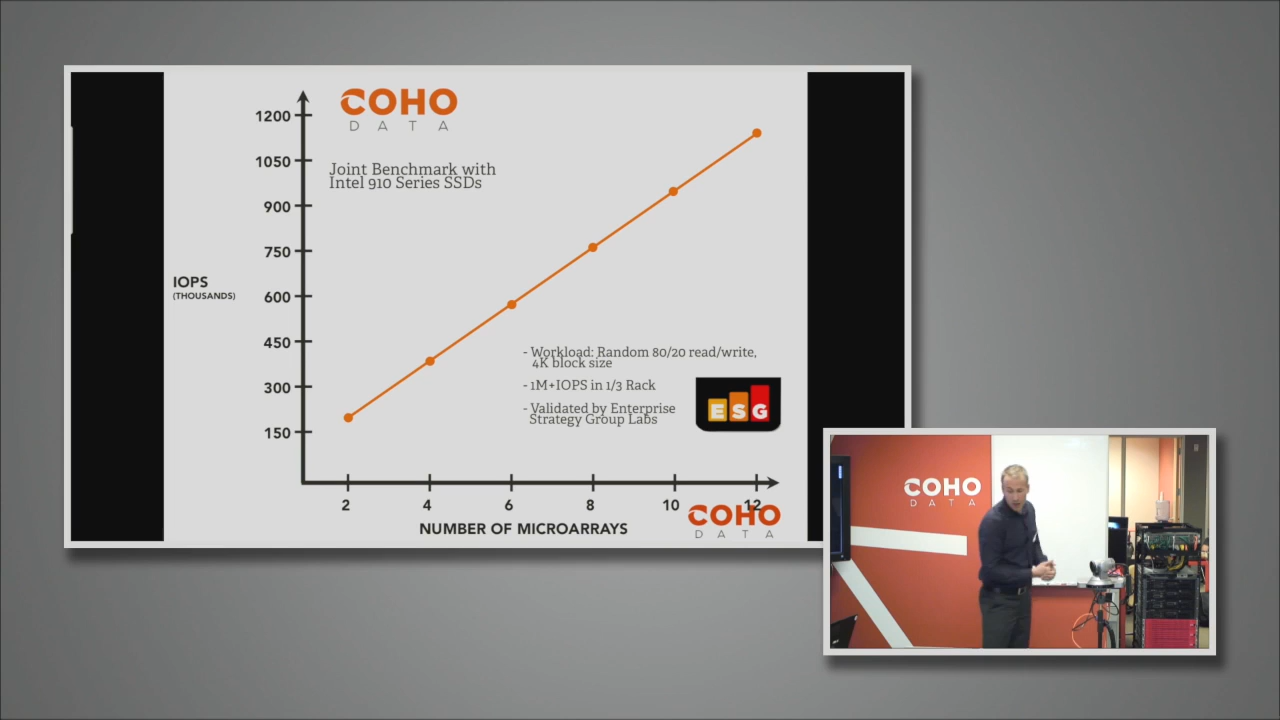 COHO
DATA
1200
1050
900
750
600
450
300
150
IOPS
(THOUSANDS)
Joint Benchmark with
Intel 910 Series SSDs
- Workload: Random 80/20 read/write,
4K block size
- 1M+IOPS in 1/3 Rack
- Validated by Enterprise
Strategy Group Labs
ESG
2 4 6 8 10 12
NUMBER OF MICROARRAYS
COHO
DATA
COHO
DATA